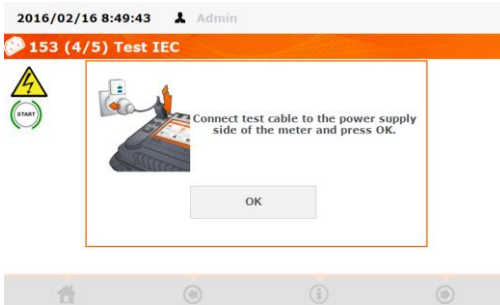 2016/02/16 8:49:43 Admin
153 (4/5) Test IEC
START
Connect test cable to the power supply
side of the meter and press OK.
OK